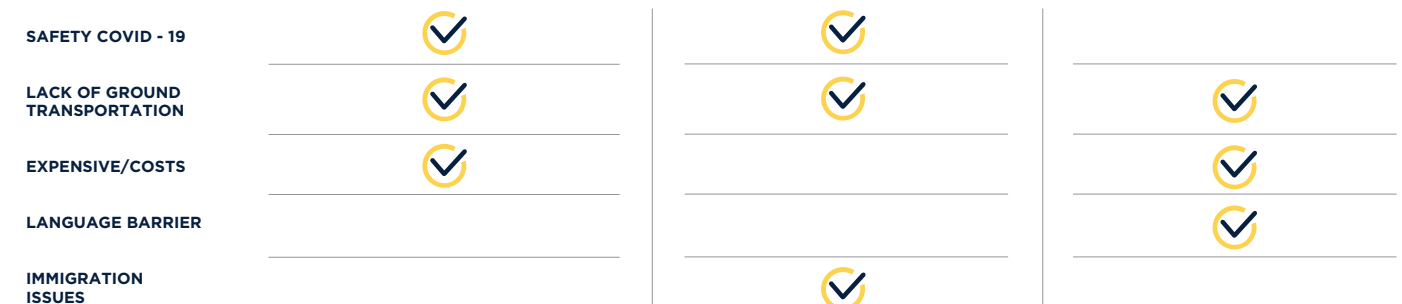 SAFETY COVID - 19
LACK OF GROUND
TRANSPORTATION
EXPENSIVE/COSTS
LANGUAGE BARRIER
IMMIGRATION
ISSUES